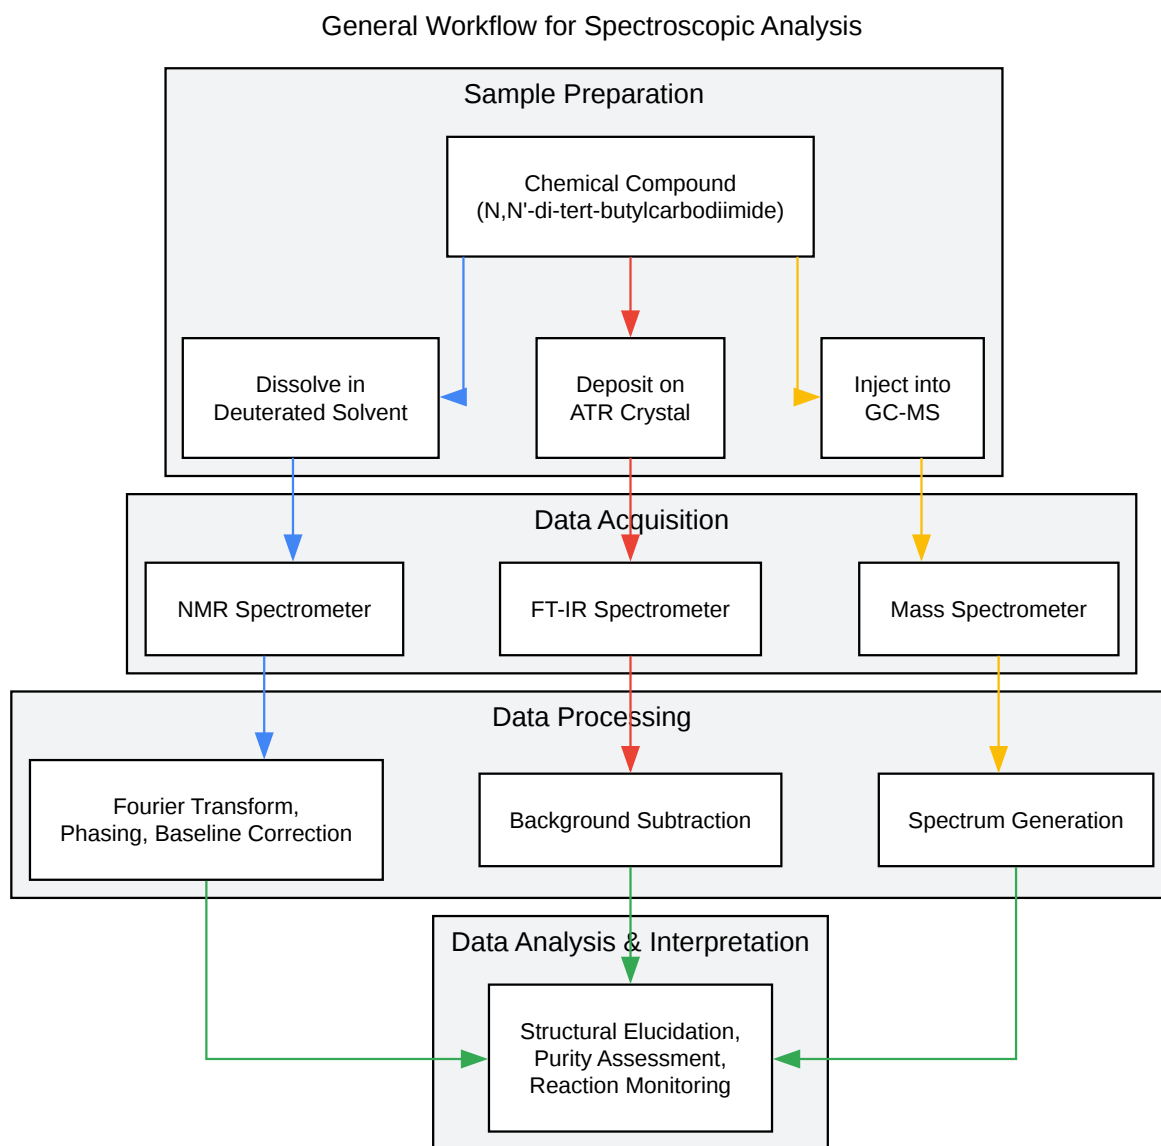 General Workflow for Spectroscopic Analysis
Sample Preparation
Chemical Compound
(N,N'-di-tert-butylcarbodiimide)
Dissolve in
Deuterated Solvent
Deposit on
ATR Crystal
Inject into
GC-MS
Data Acquisition
NMR Spectrometer
FT-IR Spectrometer
Mass Spectrometer
Data Processing
Fourier Transform,
Phasing, Baseline Correction
Background Subtraction
Spectrum Generation
Data Analysis & Interpretation
Structural Elucidation,
Purity Assessment,
Reaction Monitoring